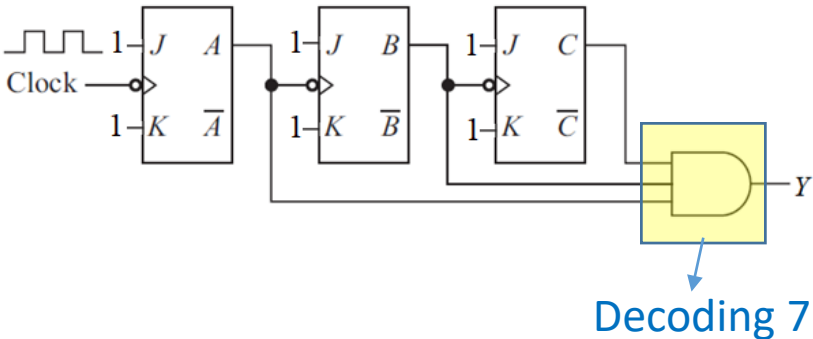 1 J A 1 J B 1 J C
Clock
1 K A̅ 1 K B̅ 1 K C̅
Y
Decoding 7